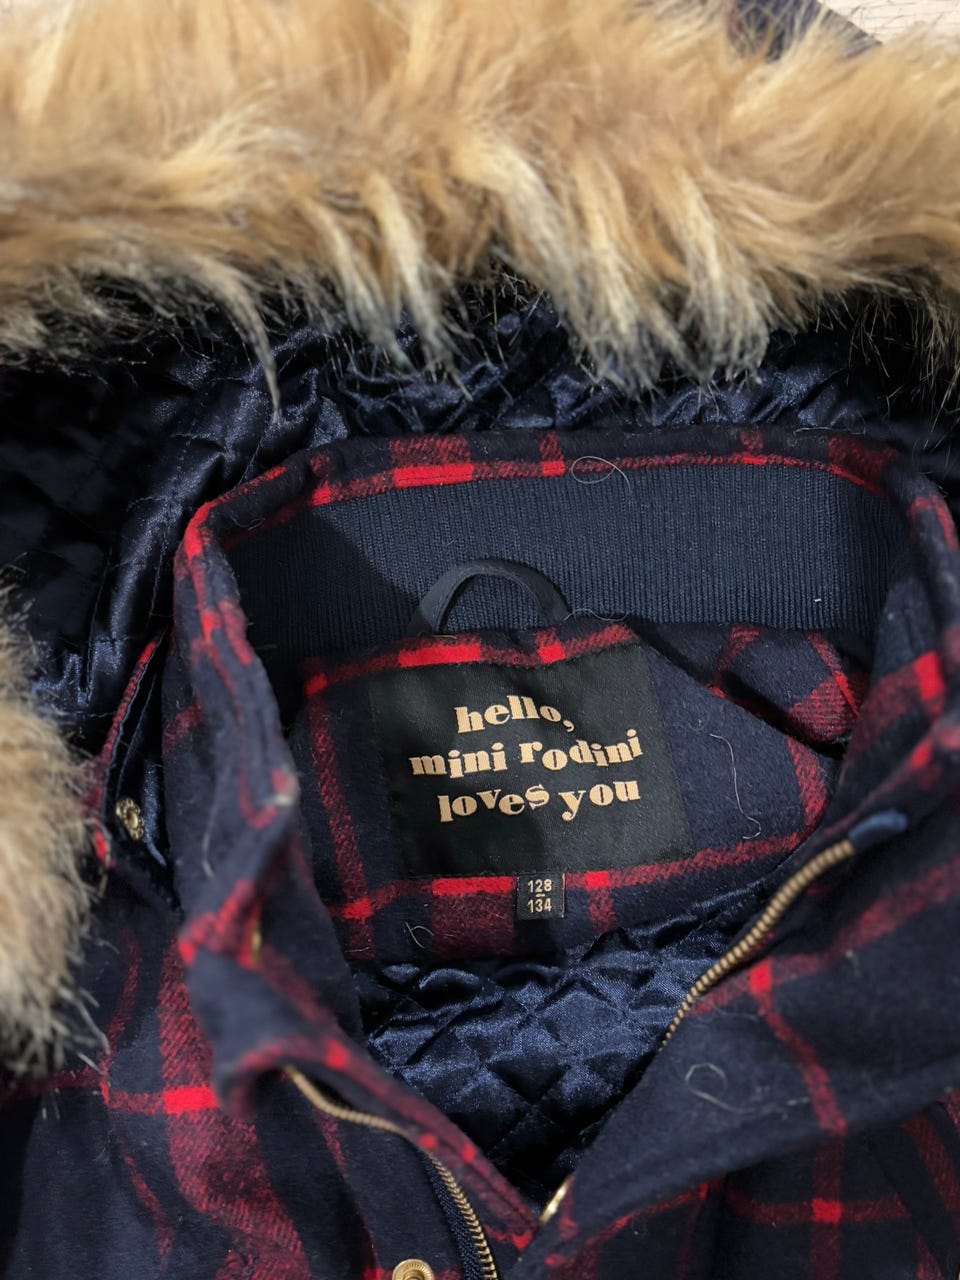 hello,
mini rodini
loves you
128
134